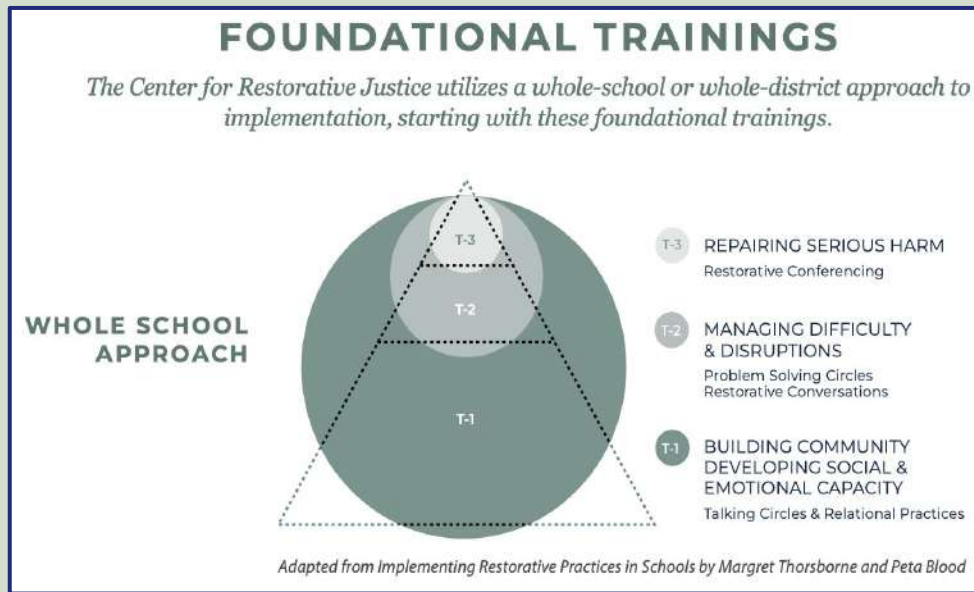 FOUNDATIONAL TRAININGS
The Center for Restorative Justice utilizes a whole-school or whole-district approach to
implementation, starting with these foundational trainings.
WHOLE SCHOOL
APPROACH
T-3
T-2
T-1
T-3 REPAIRING SERIOUS HARM
Restorative Conferencing
T-2 MANAGING DIFFICULTY
& DISRUPTIONS
Problem Solving Circles
Restorative Conversations
T-1 BUILDING COMMUNITY
DEVELOPING SOCIAL &
EMOTIONAL CAPACITY
Talking Circles & Relational Practices
Adapted from Implementing Restorative Practices in Schools by Margret Thorsborne and Peta Blood